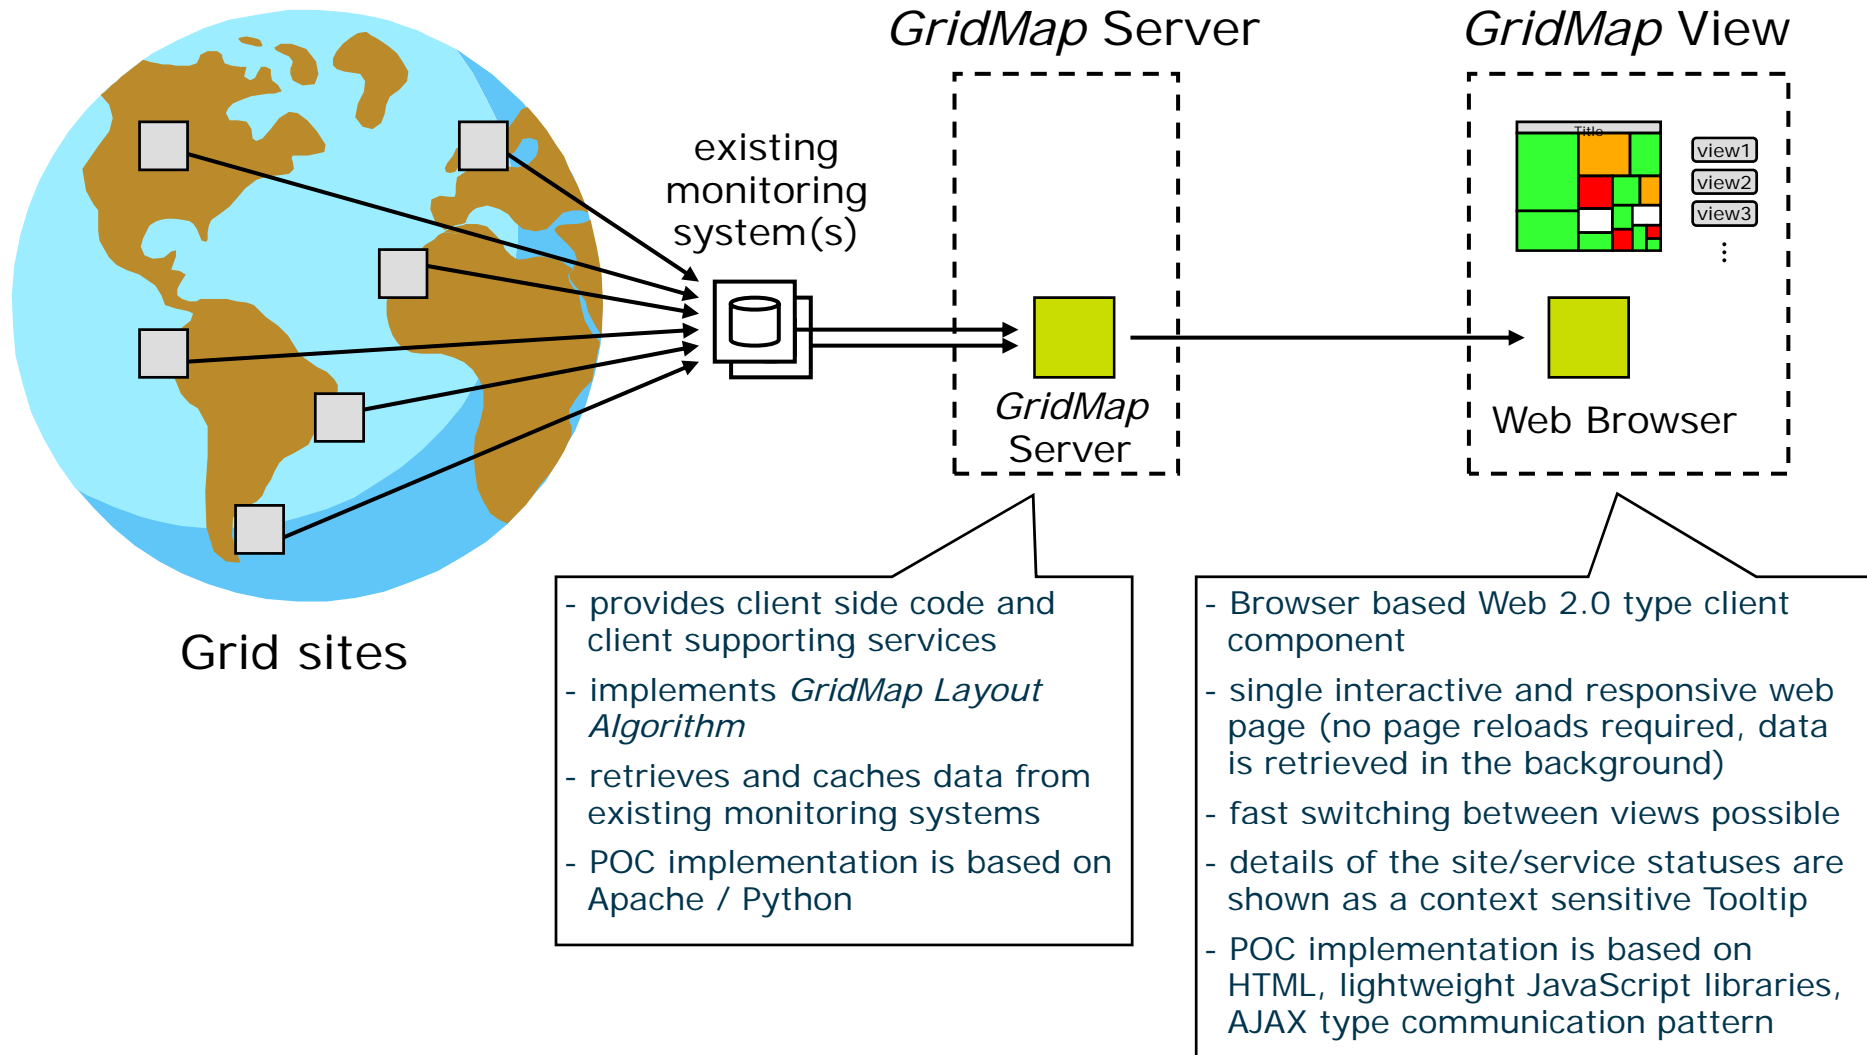 GridMap Server
GridMap View
existing
monitoring
system(s)
Title
view1
view2
view3
GridMap
Server
Web Browser
Grid sites
- provides client side code and
client supporting services
- implements GridMap Layout
Algorithm
- retrieves and caches data from
existing monitoring systems
- POC implementation is based on
Apache / Python
- Browser based Web 2.0 type client
component
- single interactive and responsive web
page (no page reloads required, data
is retrieved in the background)
- fast switching between views possible
- details of the site/service statuses are
shown as a context sensitive Tooltip
- POC implementation is based on
HTML, lightweight JavaScript libraries,
AJAX type communication pattern